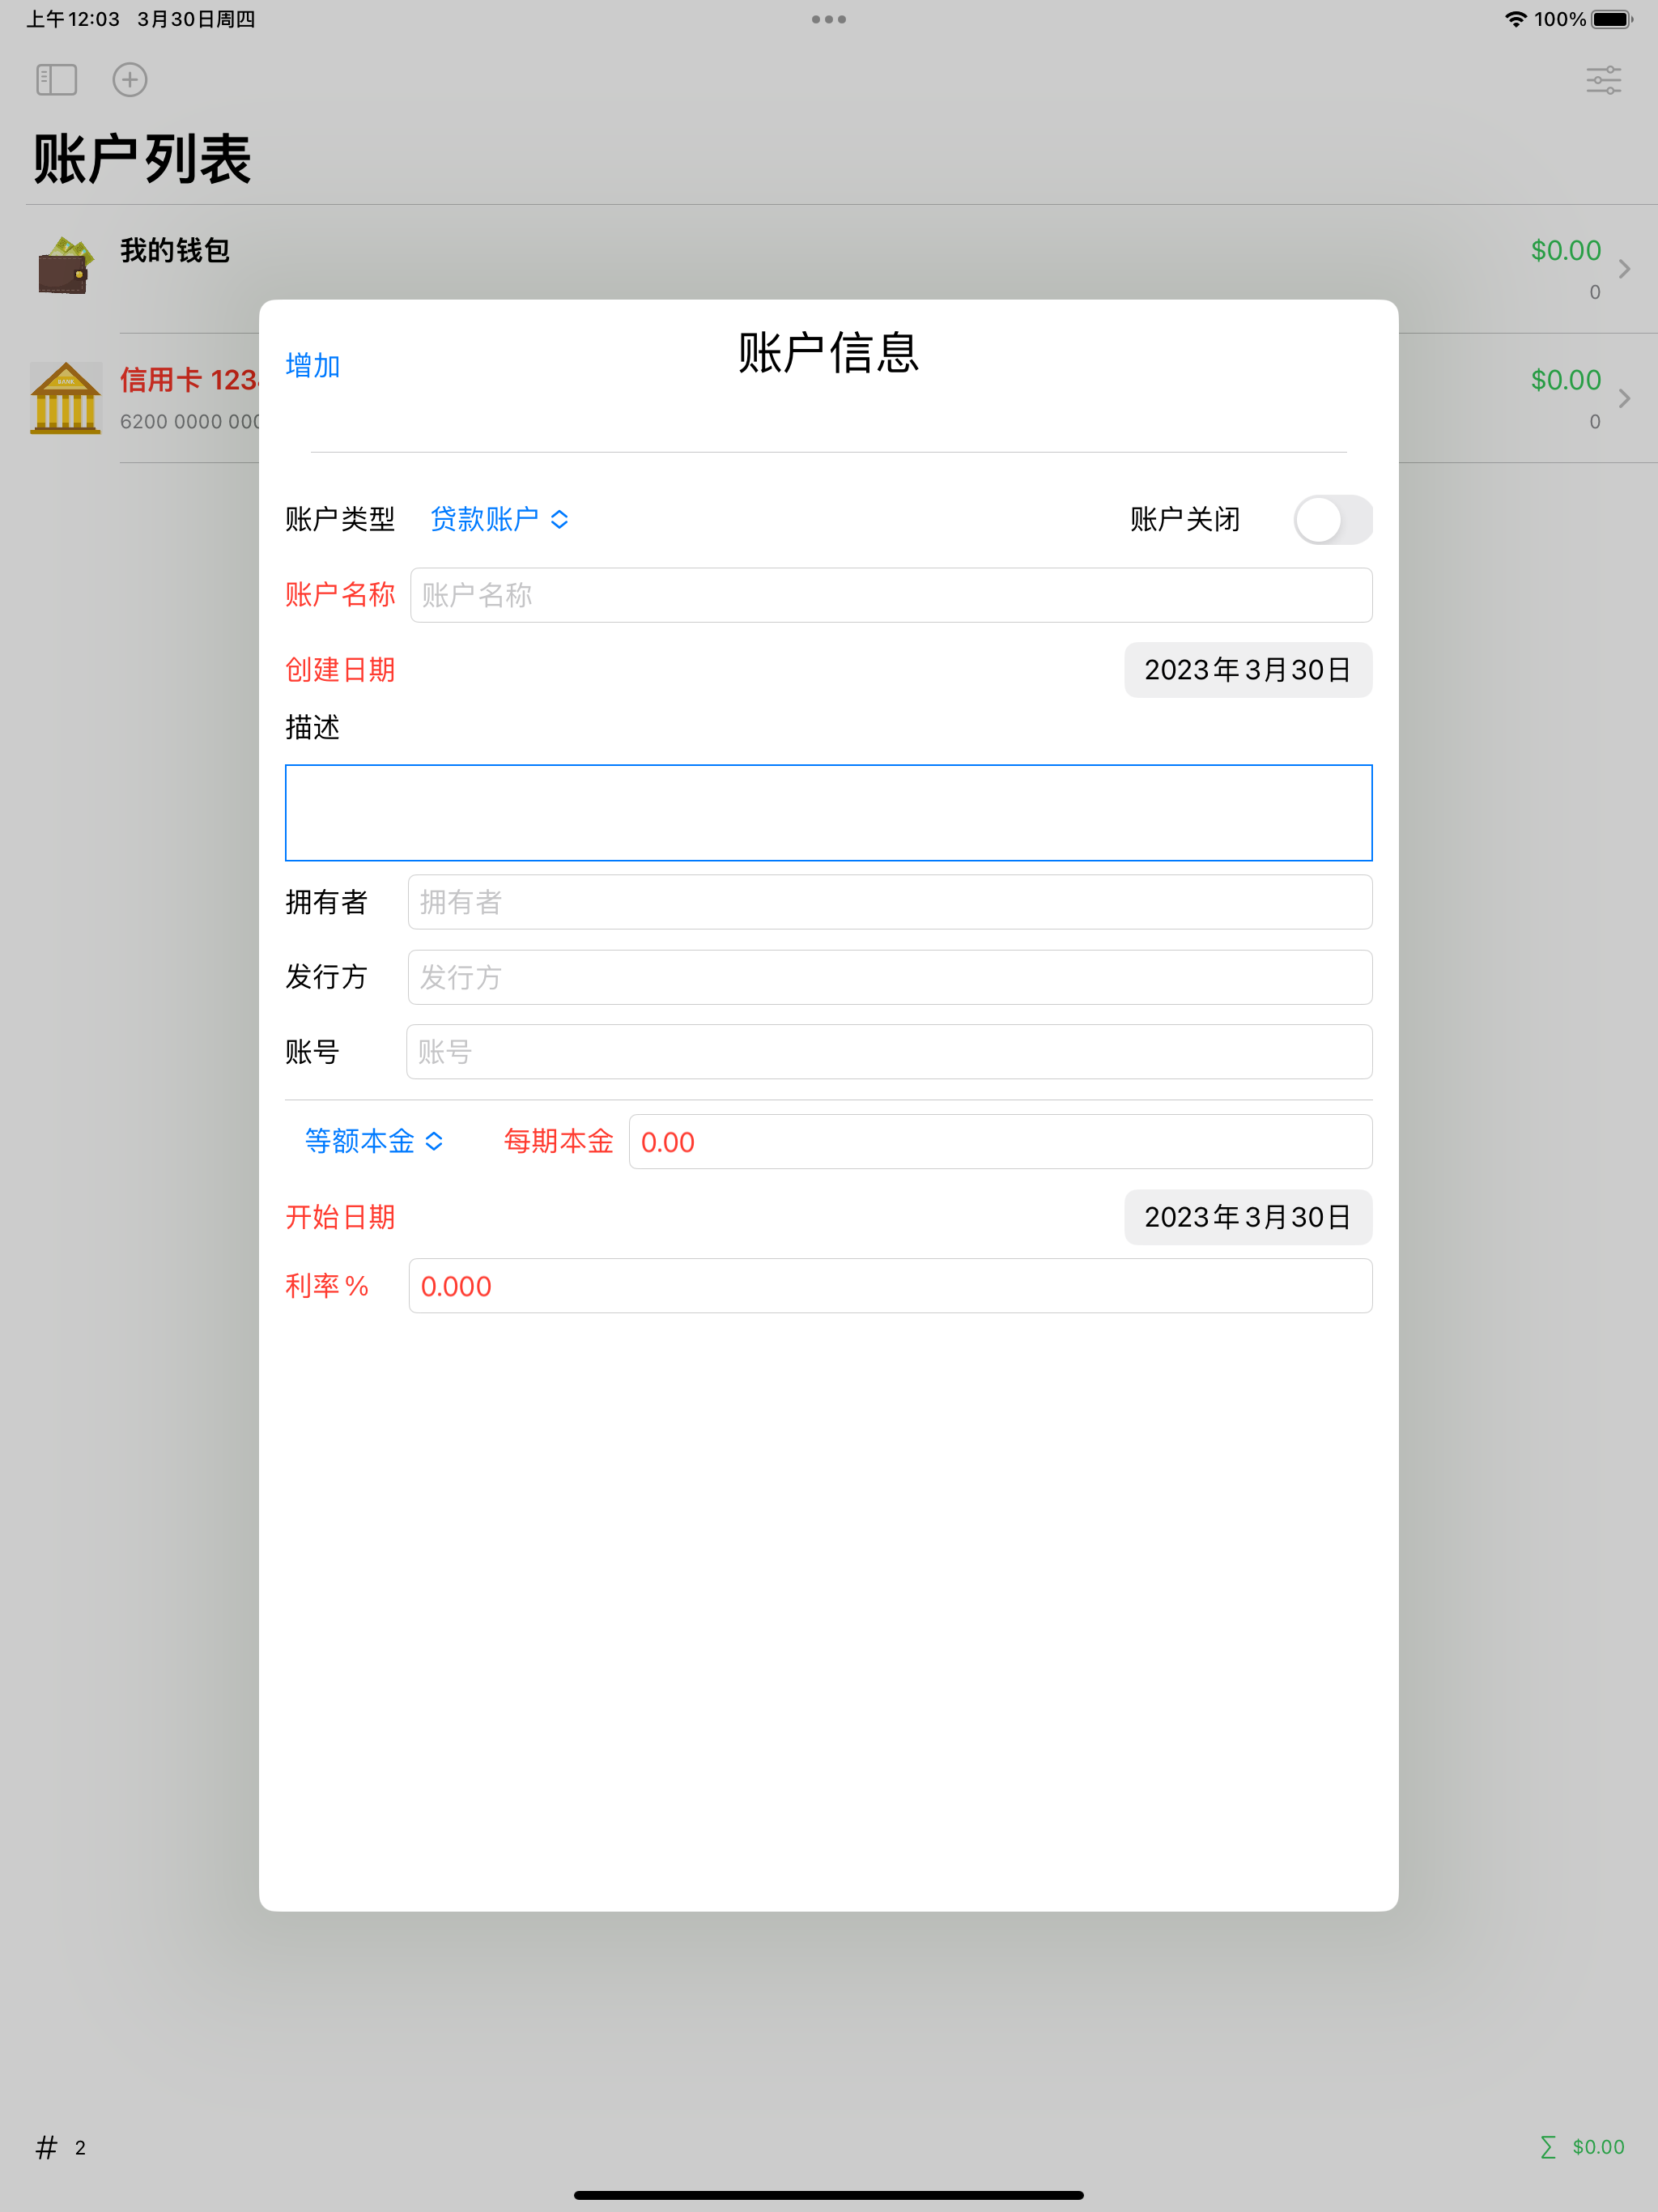 上午12:03 3月30日周四 100%
账户列表
我的钱包 $0.00
0
信用卡 123 $0.00
6200 0000 000 0
BANK
增加 账户信息
账户类型 贷款账户 账户关闭
账户名称 账户名称
创建日期 2023年3月30日
描述
拥有者 拥有者
发行方 发行方
账号 账号
等额本金 每期本金 0.00
开始日期 2023年3月30日
利率% 0.000
# 2 Σ $0.00